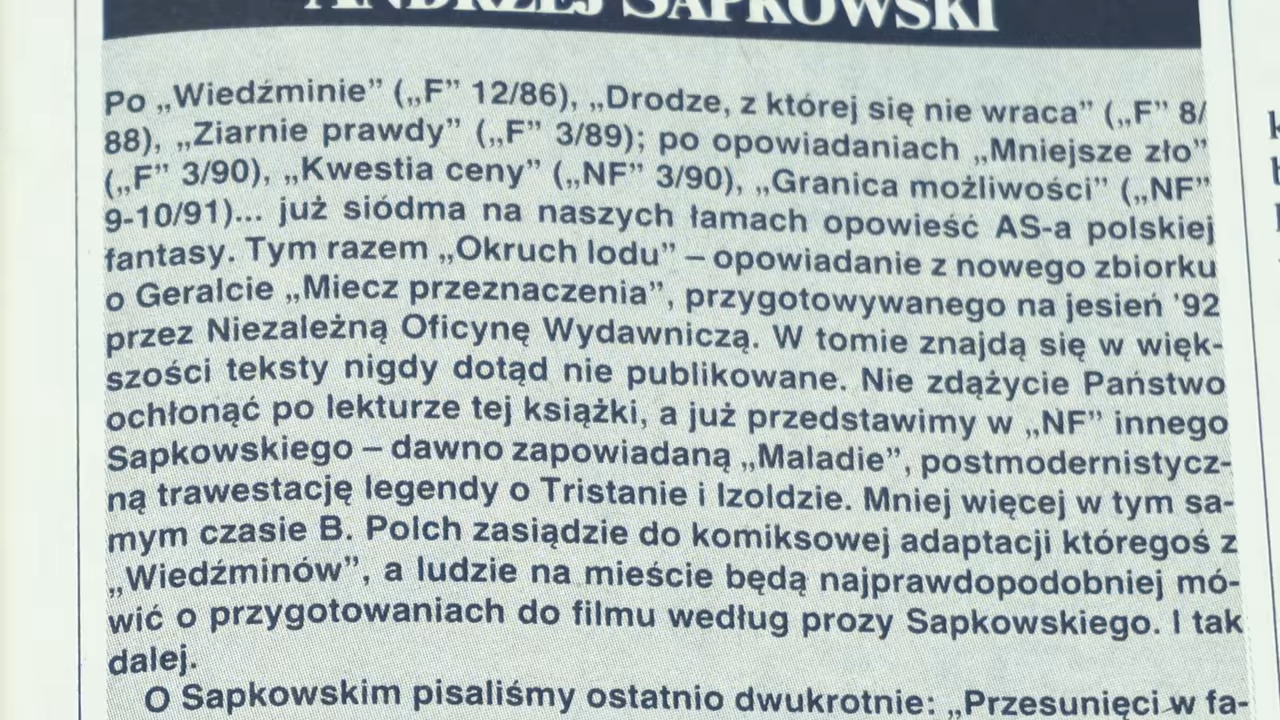 ANDRZEJ SAPKOWSKI
Po „Wiedźminie” („F” 12/86), „Drodze, z której się nie wraca” („F” 8/
88), „Ziarnie prawdy” („F” 3/89); po opowiadaniach „Mniejsze zło”
(„F” 3/90), „Kwestia ceny” („NF” 3/90), „Granica możliwości” („NF”
9-10/91)... już siódma na naszych łamach opowieść AS-a polskiej
fantasy. Tym razem „Okruch lodu” – opowiadanie z nowego zbiorku
o Geralcie „Miecz przeznaczenia”, przygotowywanego na jesień ’92
przez Niezależną Oficynę Wydawniczą. W tomie znajdą się w więk-
szości teksty nigdy dotąd nie publikowane. Nie zdążycie Państwo
ochłonąć po lekturze tej książki, a już przedstawimy w „NF” innego
Sapkowskiego – dawno zapowiadaną „Maladie”, postmodernistycz-
ną trawestację legendy o Tristanie i Izoldzie. Mniej więcej w tym sa-
mym czasie B. Polch zasiądzie do komiksowej adaptacji któregoś z
„Wiedźminów”, a ludzie na mieście będą najprawdopodobniej mó-
wić o przygotowaniach do filmu według prozy Sapkowskiego. I tak
dalej.
O Sapkowskim pisaliśmy ostatnio dwukrotnie: „Przesunięci w fa-